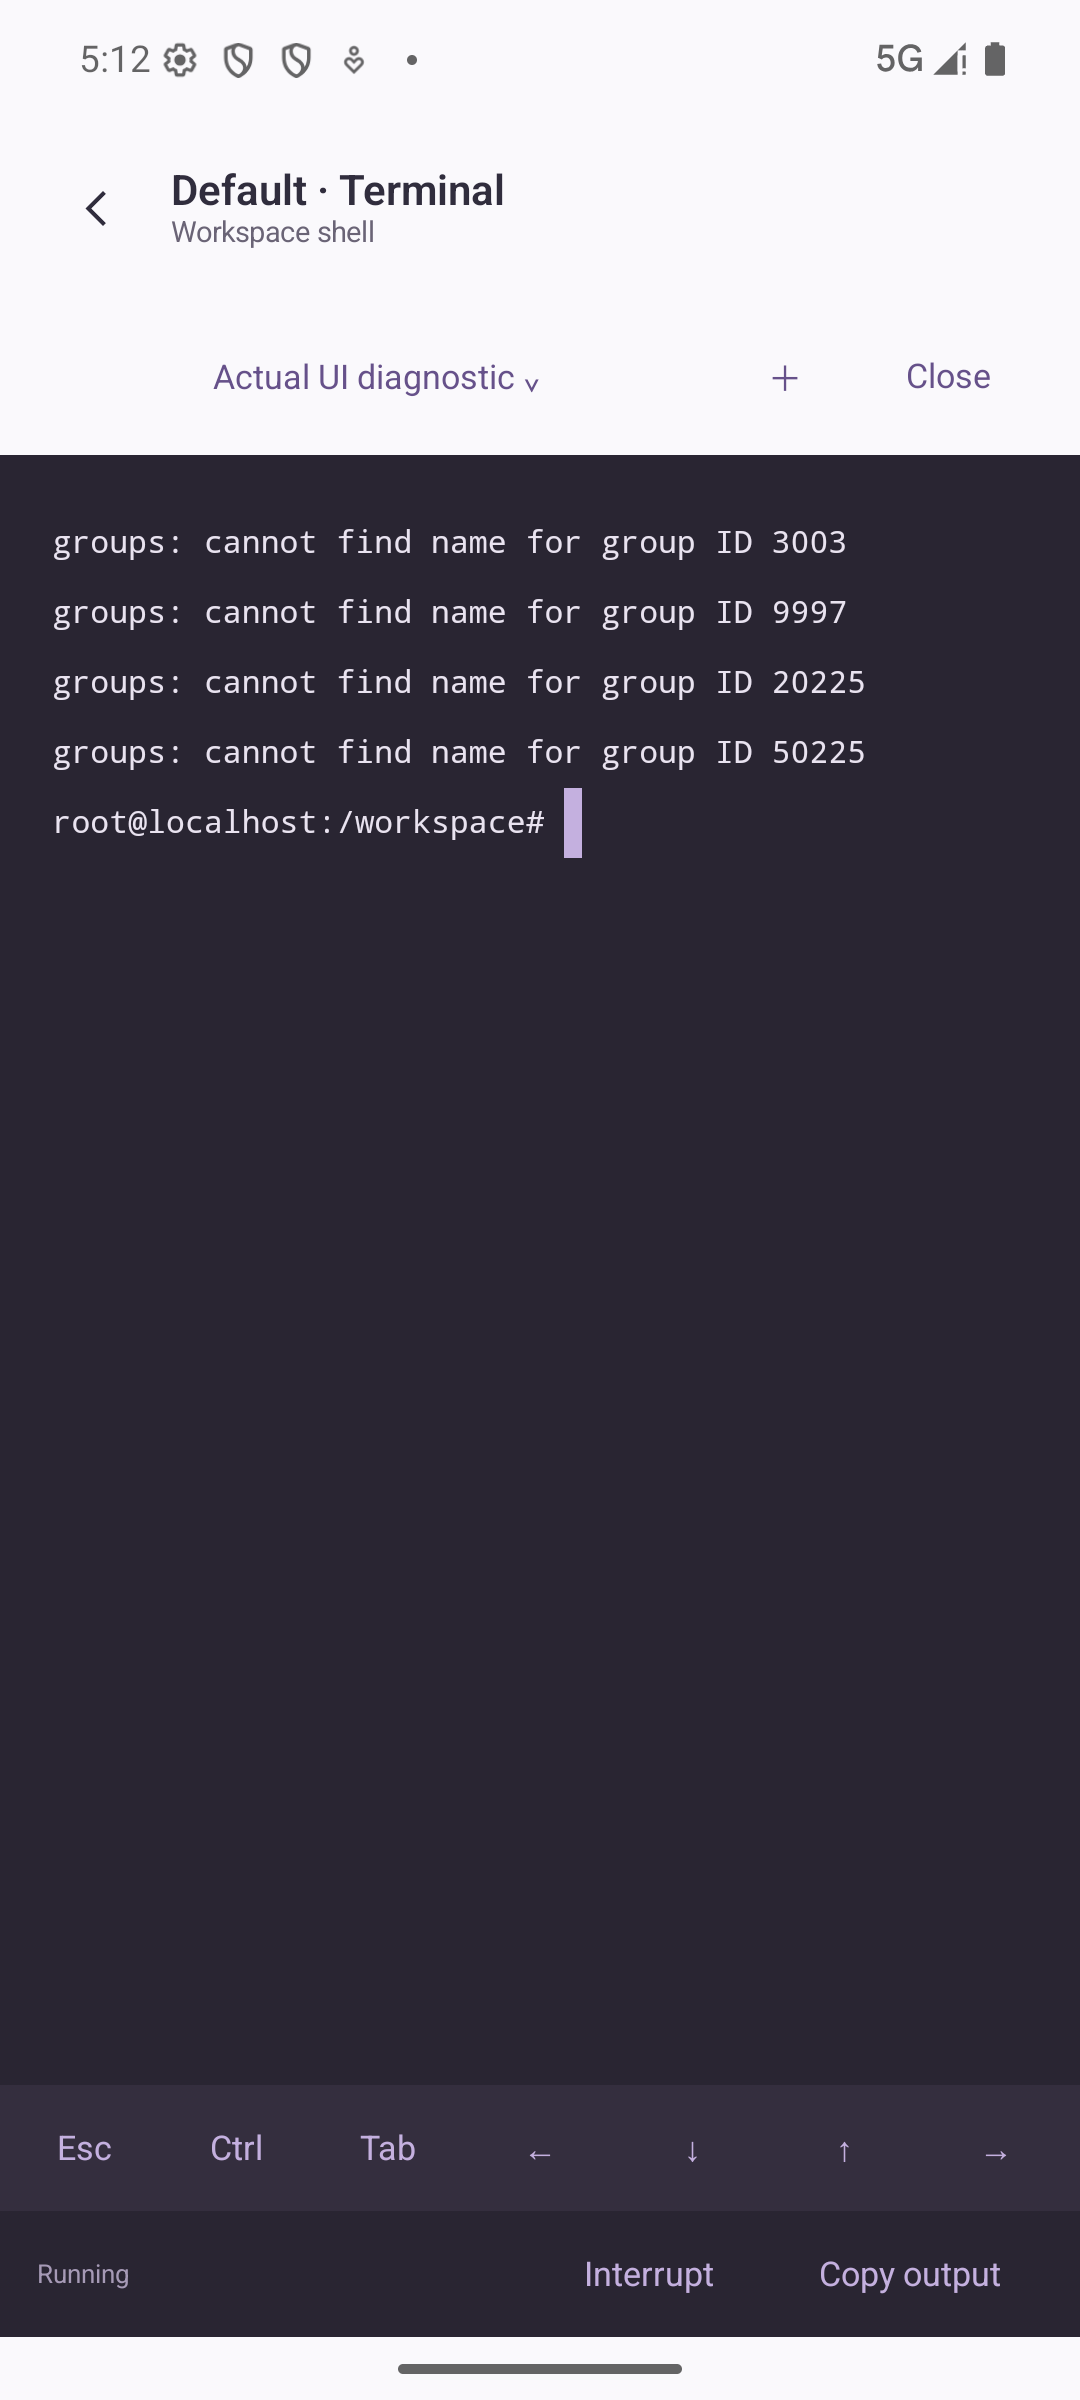 5:12 5G
Default · Terminal
Workspace shell
Actual UI diagnostic v + Close
groups: cannot find name for group ID 3003
groups: cannot find name for group ID 9997
groups: cannot find name for group ID 20225
groups: cannot find name for group ID 50225
root@localhost:/workspace#
Esc Ctrl Tab ← ↓ ↑ →
Running Interrupt Copy output